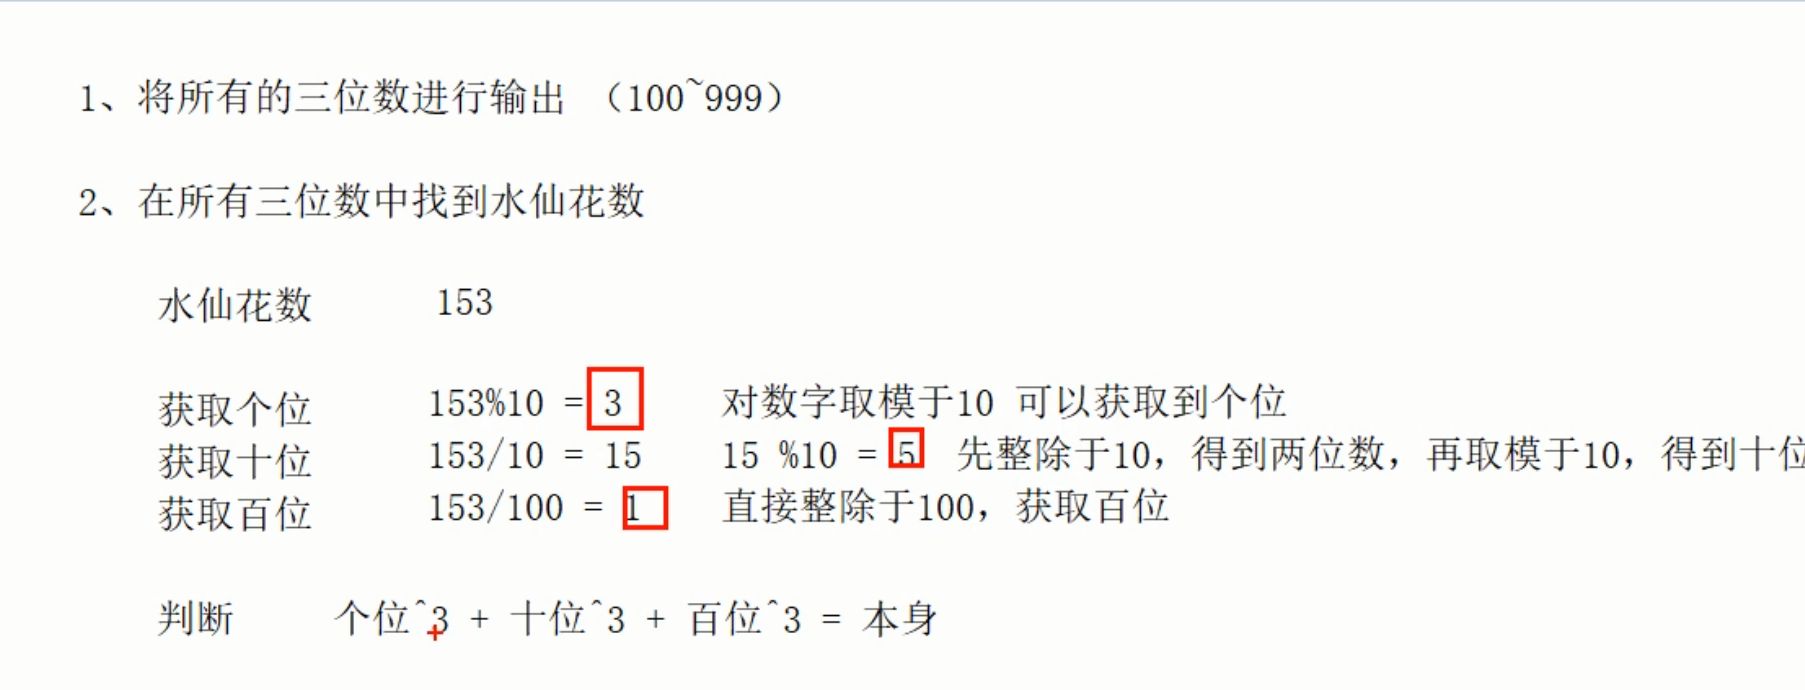 1、将所有的三位数进行输出 （100~999）
2、在所有三位数中找到水仙花数
水仙花数 153
获取个位 153%10 = 3 对数字取模于10 可以获取到个位
获取十位 153/10 = 15 15 %10 = 5 先整除于10，得到两位数，再取模于10，得到十位
获取百位 153/100 = 1 直接整除于100，获取百位
判断 个位^3 + 十位^3 + 百位^3 = 本身